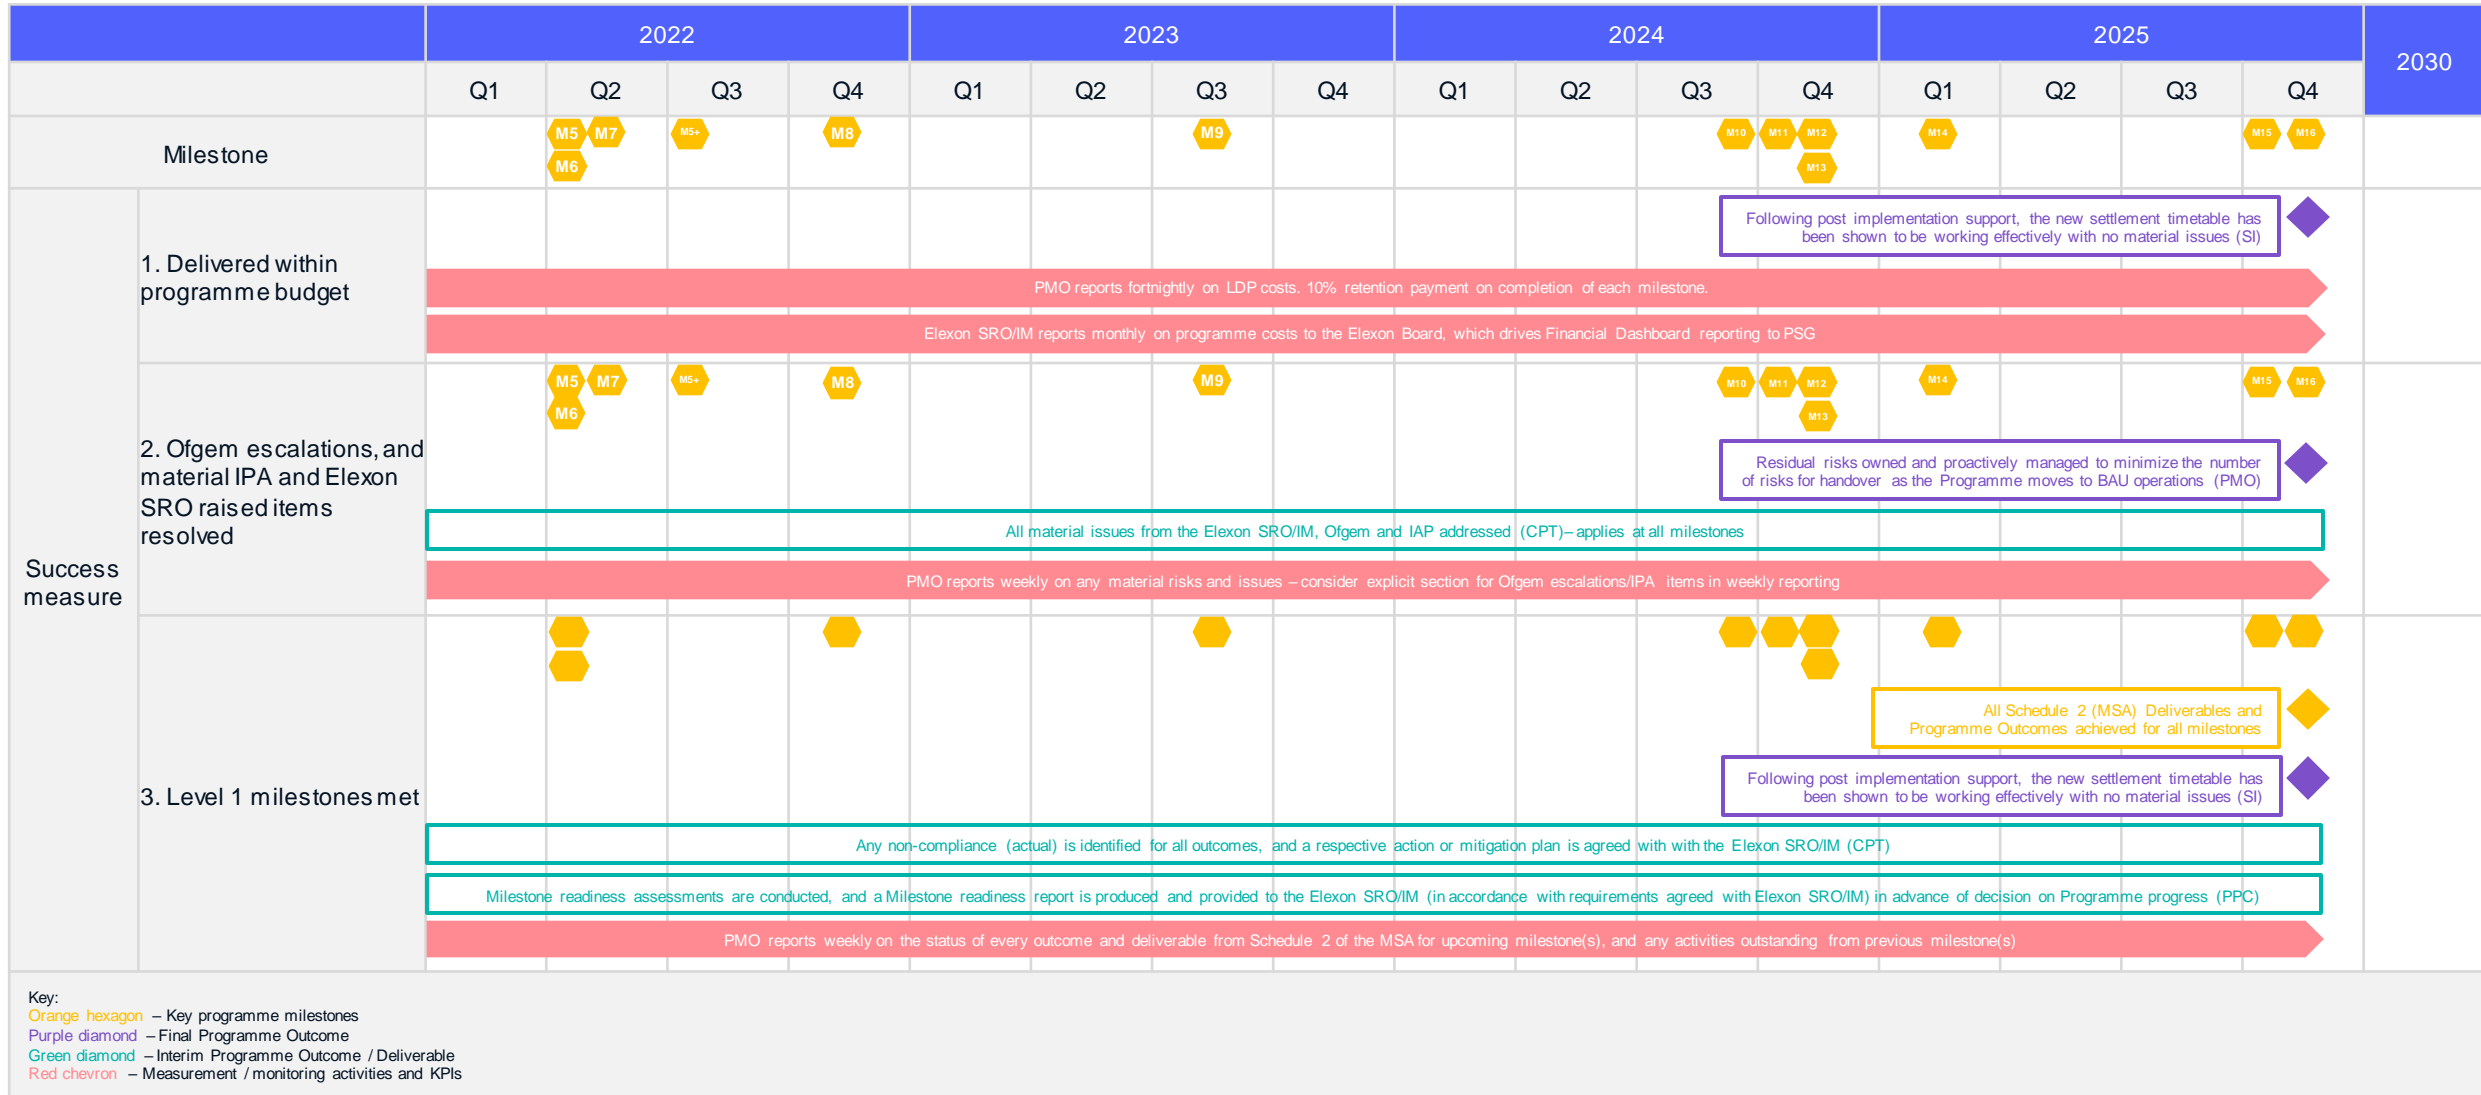 2022
2023
2024
2025
2030
Q1 Q2 Q3 Q4 Q1 Q2 Q3 Q4 Q1 Q2 Q3 Q4 Q1 Q2 Q3 Q4
Milestone
M5 M7 M5+ M8 M9 M10 M11 M12 M14 M15 M16
M6 M13
Success
measure
1. Delivered within
programme budget
Following post implementation support, the new settlement timetable has
been shown to be working effectively with no material issues (SI)
PMO reports fortnightly on LDP costs. 10% retention payment on completion of each milestone.
Elexon SRO/IM reports monthly on programme costs to the Elexon Board, which drives Financial Dashboard reporting to PSG
2. Ofgem escalations, and
material IPA and Elexon
SRO raised items
resolved
M5 M7 M5+ M8 M9 M10 M11 M12 M14 M15 M16
M6 M13
Residual risks owned and proactively managed to minimize the number
of risks for handover as the Programme moves to BAU operations (PMO)
All material issues from the Elexon SRO/IM, Ofgem and IAP addressed (CPT)– applies at all milestones
PMO reports weekly on any material risks and issues – consider explicit section for Ofgem escalations/IPA items in weekly reporting
3. Level 1 milestones met
All Schedule 2 (MSA) Deliverables and
Programme Outcomes achieved for all milestones
Following post implementation support, the new settlement timetable has
been shown to be working effectively with no material issues (SI)
Any non-compliance (actual) is identified for all outcomes, and a respective action or mitigation plan is agreed with with the Elexon SRO/IM (CPT)
Milestone readiness assessments are conducted, and a Milestone readiness report is produced and provided to the Elexon SRO/IM (in accordance with requirements agreed with Elexon SRO/IM) in advance of decision on Programme progress (PPC)
PMO reports weekly on the status of every outcome and deliverable from Schedule 2 of the MSA for upcoming milestone(s), and any activities outstanding from previous milestone(s)
Key:
Orange hexagon – Key programme milestones
Purple diamond – Final Programme Outcome
Green diamond – Interim Programme Outcome / Deliverable
Red chevron – Measurement / monitoring activities and KPIs